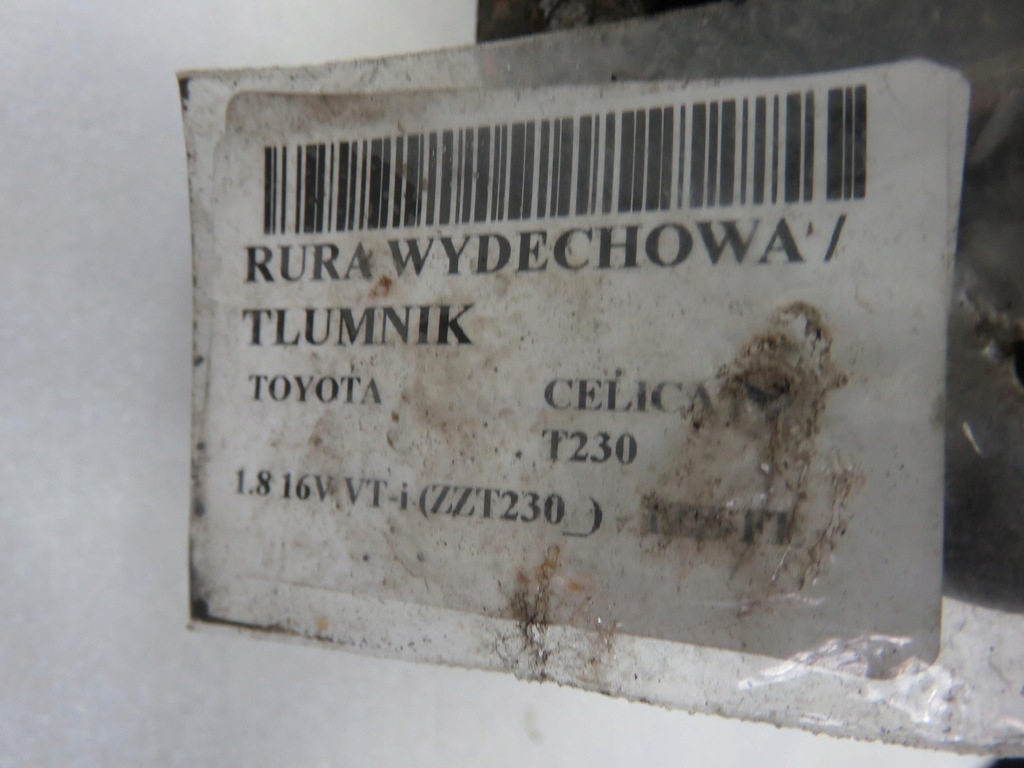 RURA WYDECHOWA /
TLUMNIK
TOYOTA CELICA
T230
1.8 16V VT-i (ZZT230_) -